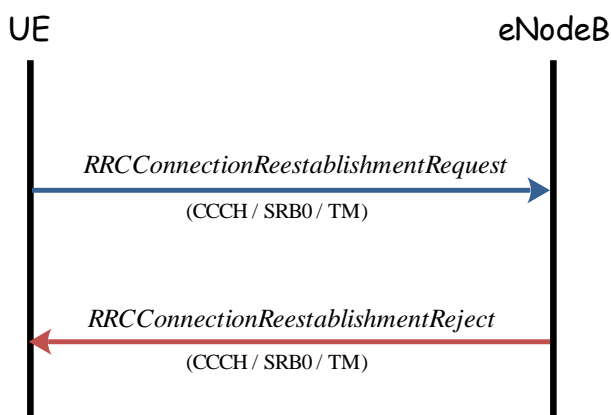 UE eNodeB
RRCConnectionReestablishmentRequest
(CCCH / SRB0 / TM)
RRCConnectionReestablishmentReject
(CCCH / SRB0 / TM)